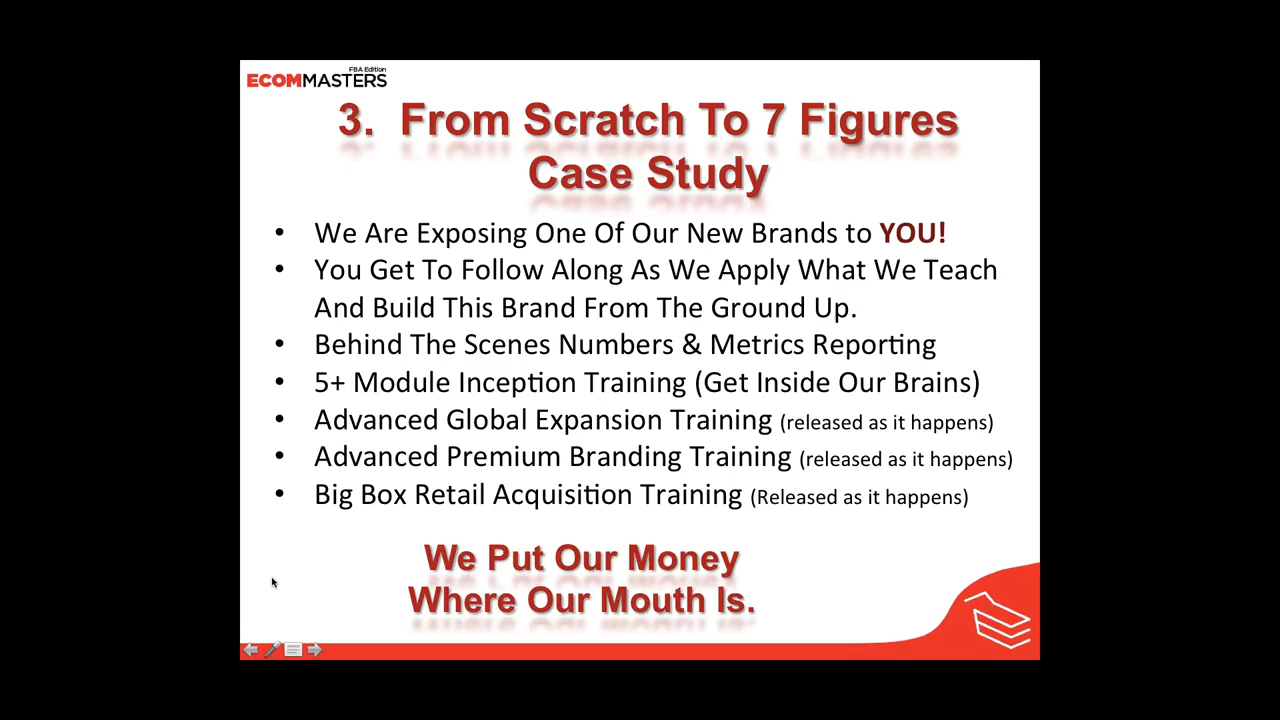 FBA Edition
ECOMMASTERS
3. From Scratch To 7 Figures
Case Study
• We Are Exposing One Of Our New Brands to YOU!
• You Get To Follow Along As We Apply What We Teach
And Build This Brand From The Ground Up.
• Behind The Scenes Numbers & Metrics Reporting
• 5+ Module Inception Training (Get Inside Our Brains)
• Advanced Global Expansion Training (released as it happens)
• Advanced Premium Branding Training (released as it happens)
• Big Box Retail Acquisition Training (Released as it happens)
We Put Our Money
Where Our Mouth Is.